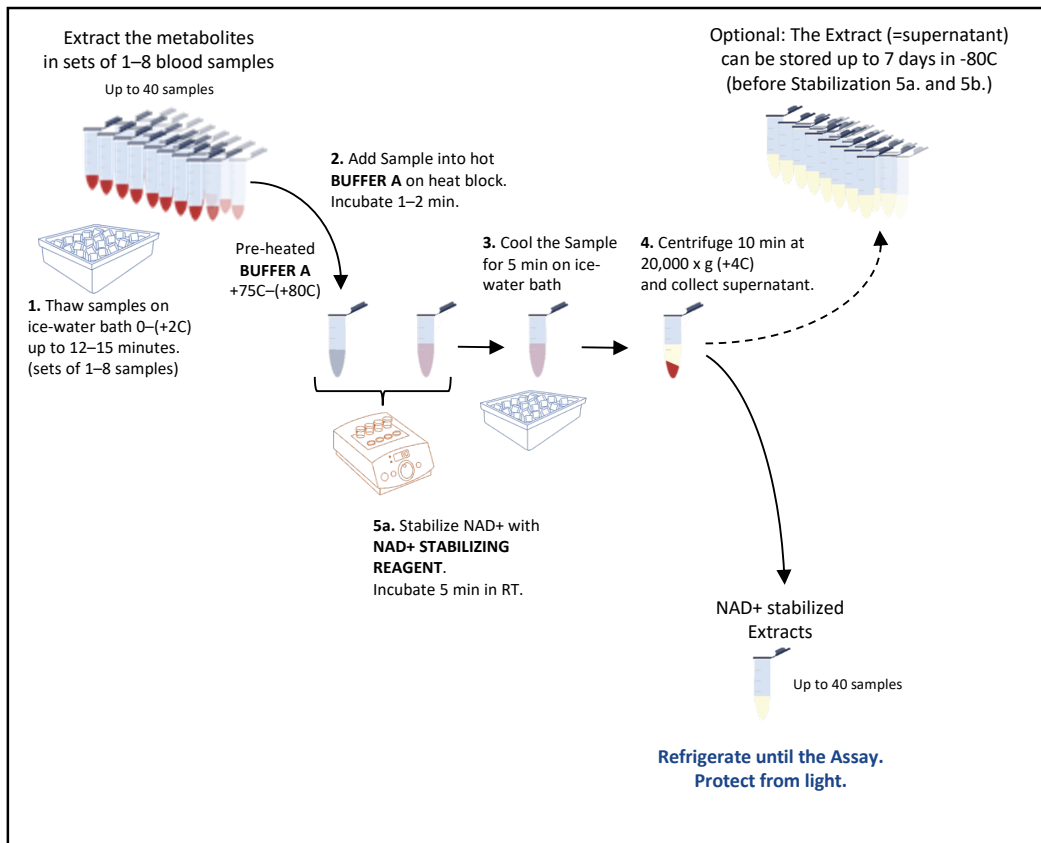 Extract the metabolites
in sets of 1–8 blood samples
Up to 40 samples
Optional: The Extract (=supernatant)
can be stored up to 7 days in -80C
(before Stabilization 5a. and 5b.)
2. Add Sample into hot
BUFFER A on heat block.
Incubate 1–2 min.
Pre-heated
BUFFER A
+75C–(+80C)
3. Cool the Sample
for 5 min on ice-
water bath
4. Centrifuge 10 min at
20,000 x g (+4C)
and collect supernatant.
1. Thaw samples on
ice-water bath 0–(+2C)
up to 12–15 minutes.
(sets of 1–8 samples)
5a. Stabilize NAD+ with
NAD+ STABILIZING
REAGENT.
Incubate 5 min in RT.
NAD+ stabilized
Extracts
Up to 40 samples
Refrigerate until the Assay.
Protect from light.